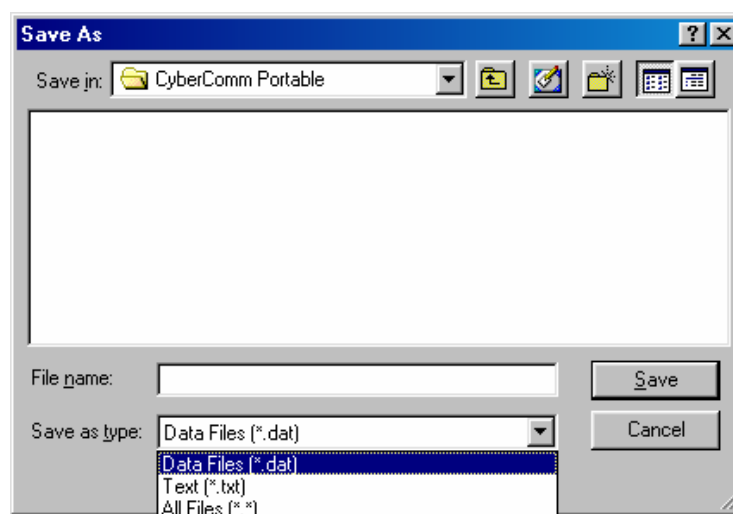 Save As
Save in: CyberComm Portable
File name:
Save
Save as type: Data Files (*.dat)
Cancel
Data Files (*.dat)
Text (*.txt)
All Files (*.*)